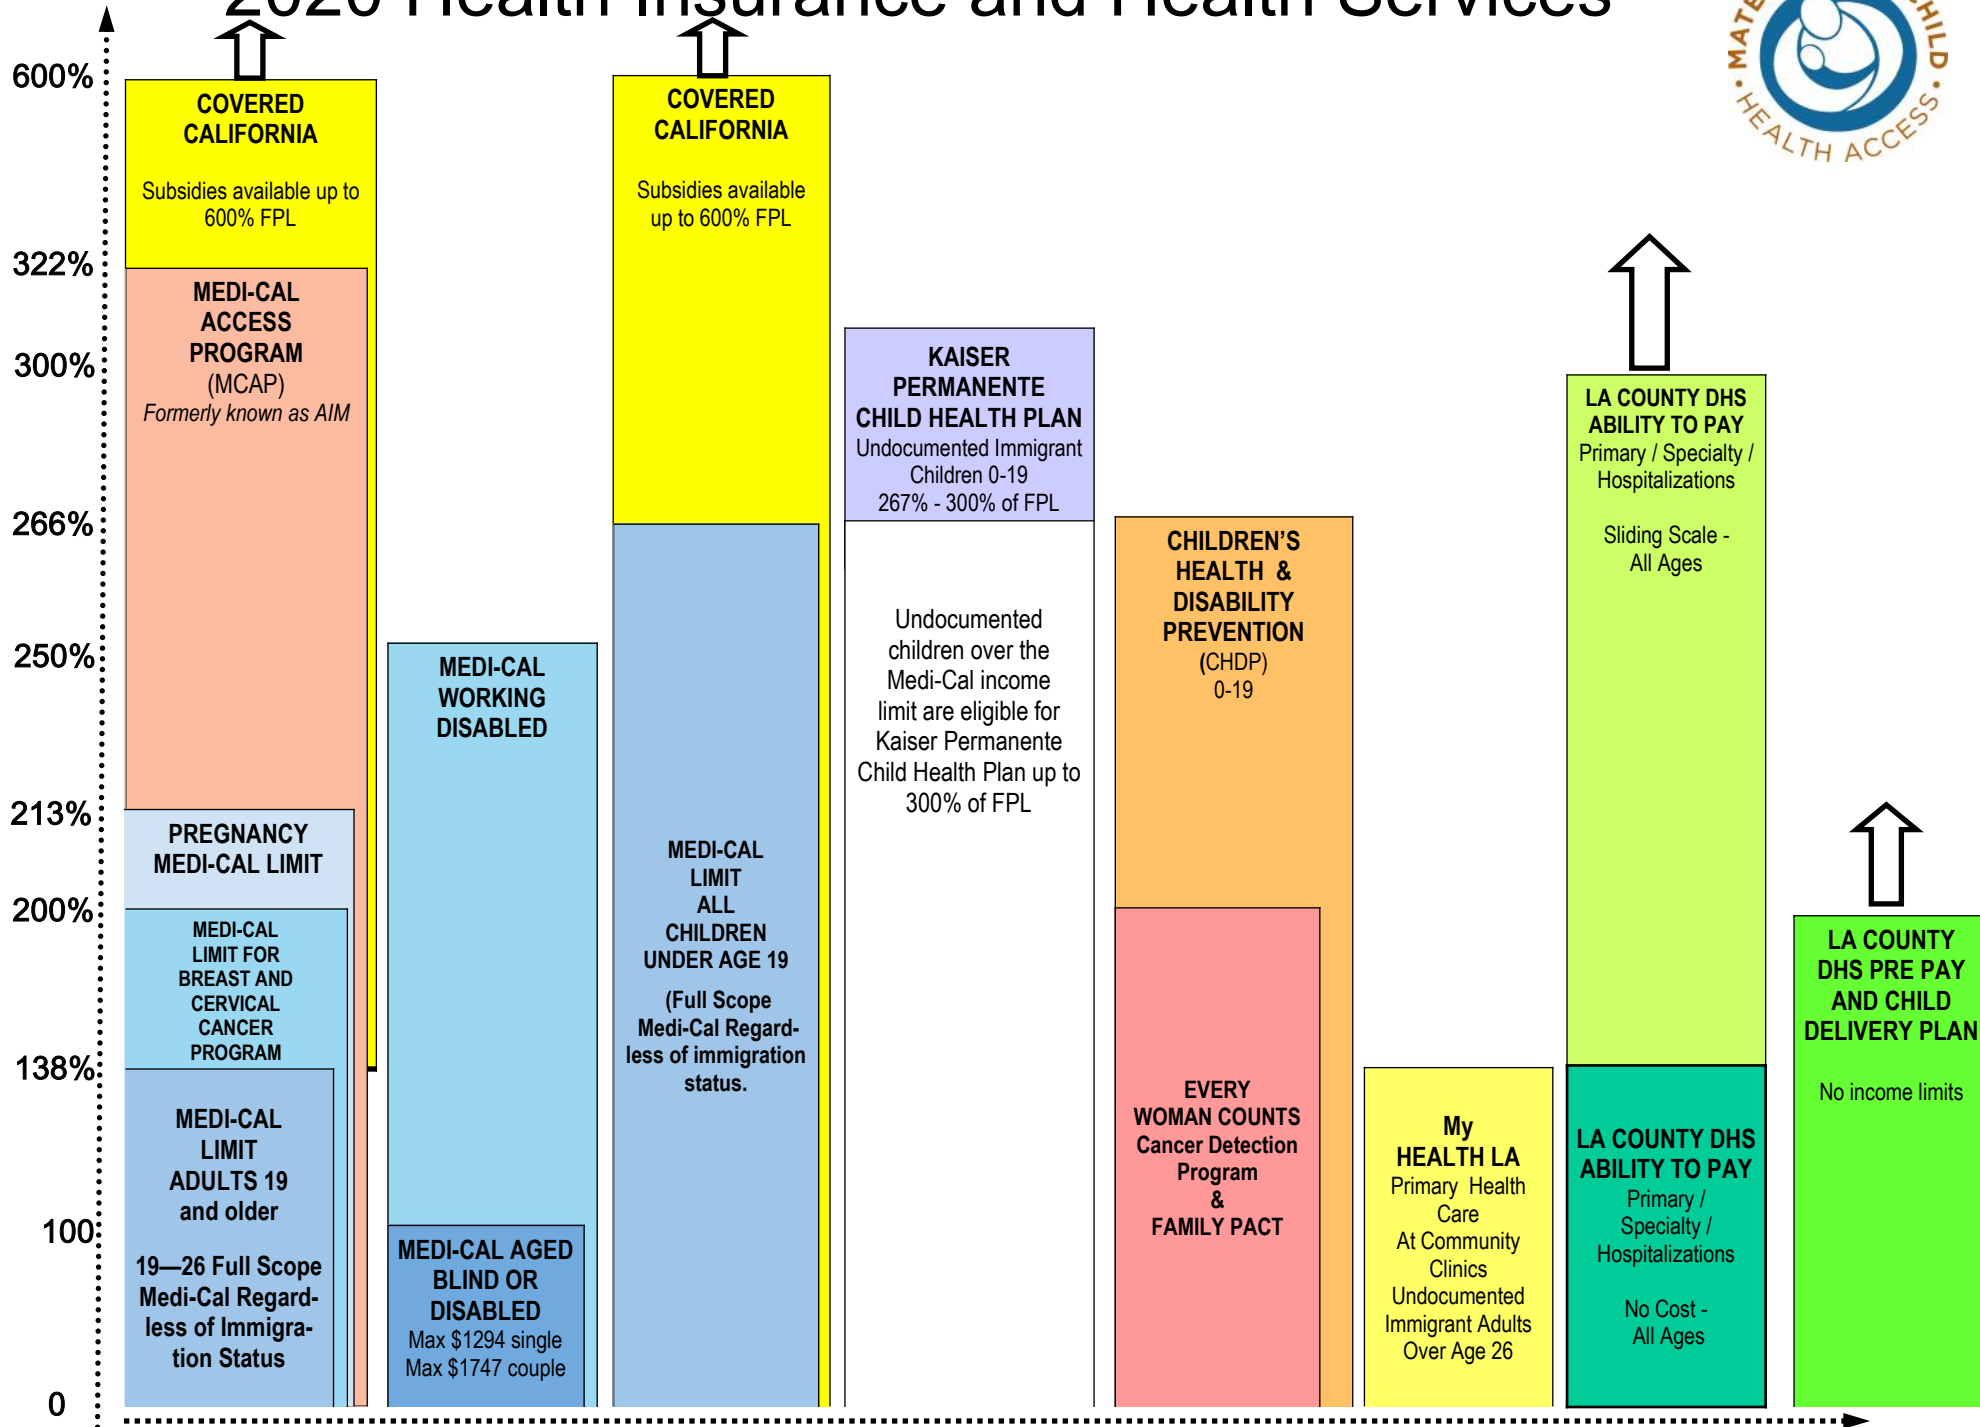 2020 Health Insurance and Health Services
CHILD
HEALTH ACCESS
600%
322%
300%
266%
250%
213%
200%
138%
100
0
COVERED
CALIFORNIA
Subsidies available up to
600% FPL
MEDI-CAL
ACCESS
PROGRAM
(MCAP)
Formerly known as AIM
PREGNANCY
MEDI-CAL LIMIT
MEDI-CAL
LIMIT FOR
BREAST AND
CERVICAL
CANCER
PROGRAM
MEDI-CAL
LIMIT
ADULTS 19
and older
19—26 Full Scope
Medi-Cal Regard-
less of Immigra-
tion Status
MEDI-CAL
WORKING
DISABLED
MEDI-CAL AGED
BLIND OR
DISABLED
Max $1294 single
Max $1747 couple
COVERED
CALIFORNIA
Subsidies available
up to 600% FPL
MEDI-CAL
LIMIT
ALL
CHILDREN
UNDER AGE 19
(Full Scope
Medi-Cal Regard-
less of immigration
status.
KAISER
PERMANENTE
CHILD HEALTH PLAN
Undocumented Immigrant
Children 0-19
267% - 300% of FPL
Undocumented
children over the
Medi-Cal income
limit are eligible for
Kaiser Permanente
Child Health Plan up to
300% of FPL
CHILDREN’S
HEALTH &
DISABILITY
PREVENTION
(CHDP)
0-19
EVERY
WOMAN COUNTS
Cancer Detection
Program
&
FAMILY PACT
My
HEALTH LA
Primary Health
Care
At Community
Clinics
Undocumented
Immigrant Adults
Over Age 26
LA COUNTY DHS
ABILITY TO PAY
Primary / Specialty /
Hospitalizations
Sliding Scale -
All Ages
LA COUNTY DHS
ABILITY TO PAY
Primary /
Specialty /
Hospitalizations
No Cost -
All Ages
LA COUNTY
DHS PRE PAY
AND CHILD
DELIVERY PLAN
No income limits